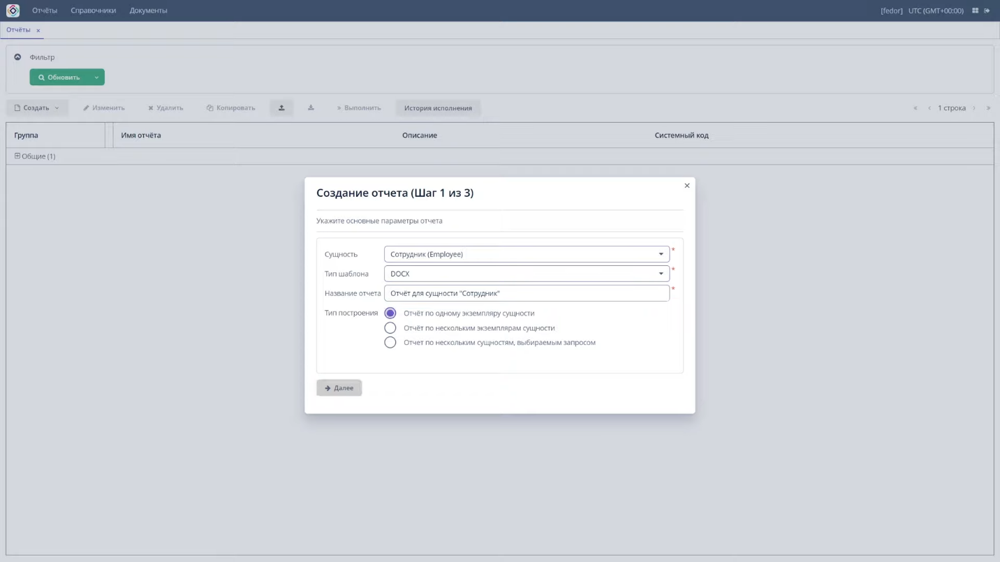 Отчёты Справочники Документы [fedor] UTC (GMT+00:00)
Отчёты ×
Фильтр
Обновить
Создать Изменить Удалить Копировать Выполнить История исполнения « ‹ 1 строка › »
Группа Имя отчёта Описание Системный код
Общие (1)
Создание отчета (Шаг 1 из 3)
Укажите основные параметры отчета
Сущность Сотрудник (Employee) *
Тип шаблона DOCX *
Название отчета Отчёт для сущности "Сотрудник" *
Тип построения Отчёт по одному экземпляру сущности
Отчёт по нескольким экземплярам сущности
Отчет по нескольким сущностям, выбираемым запросом
Далее